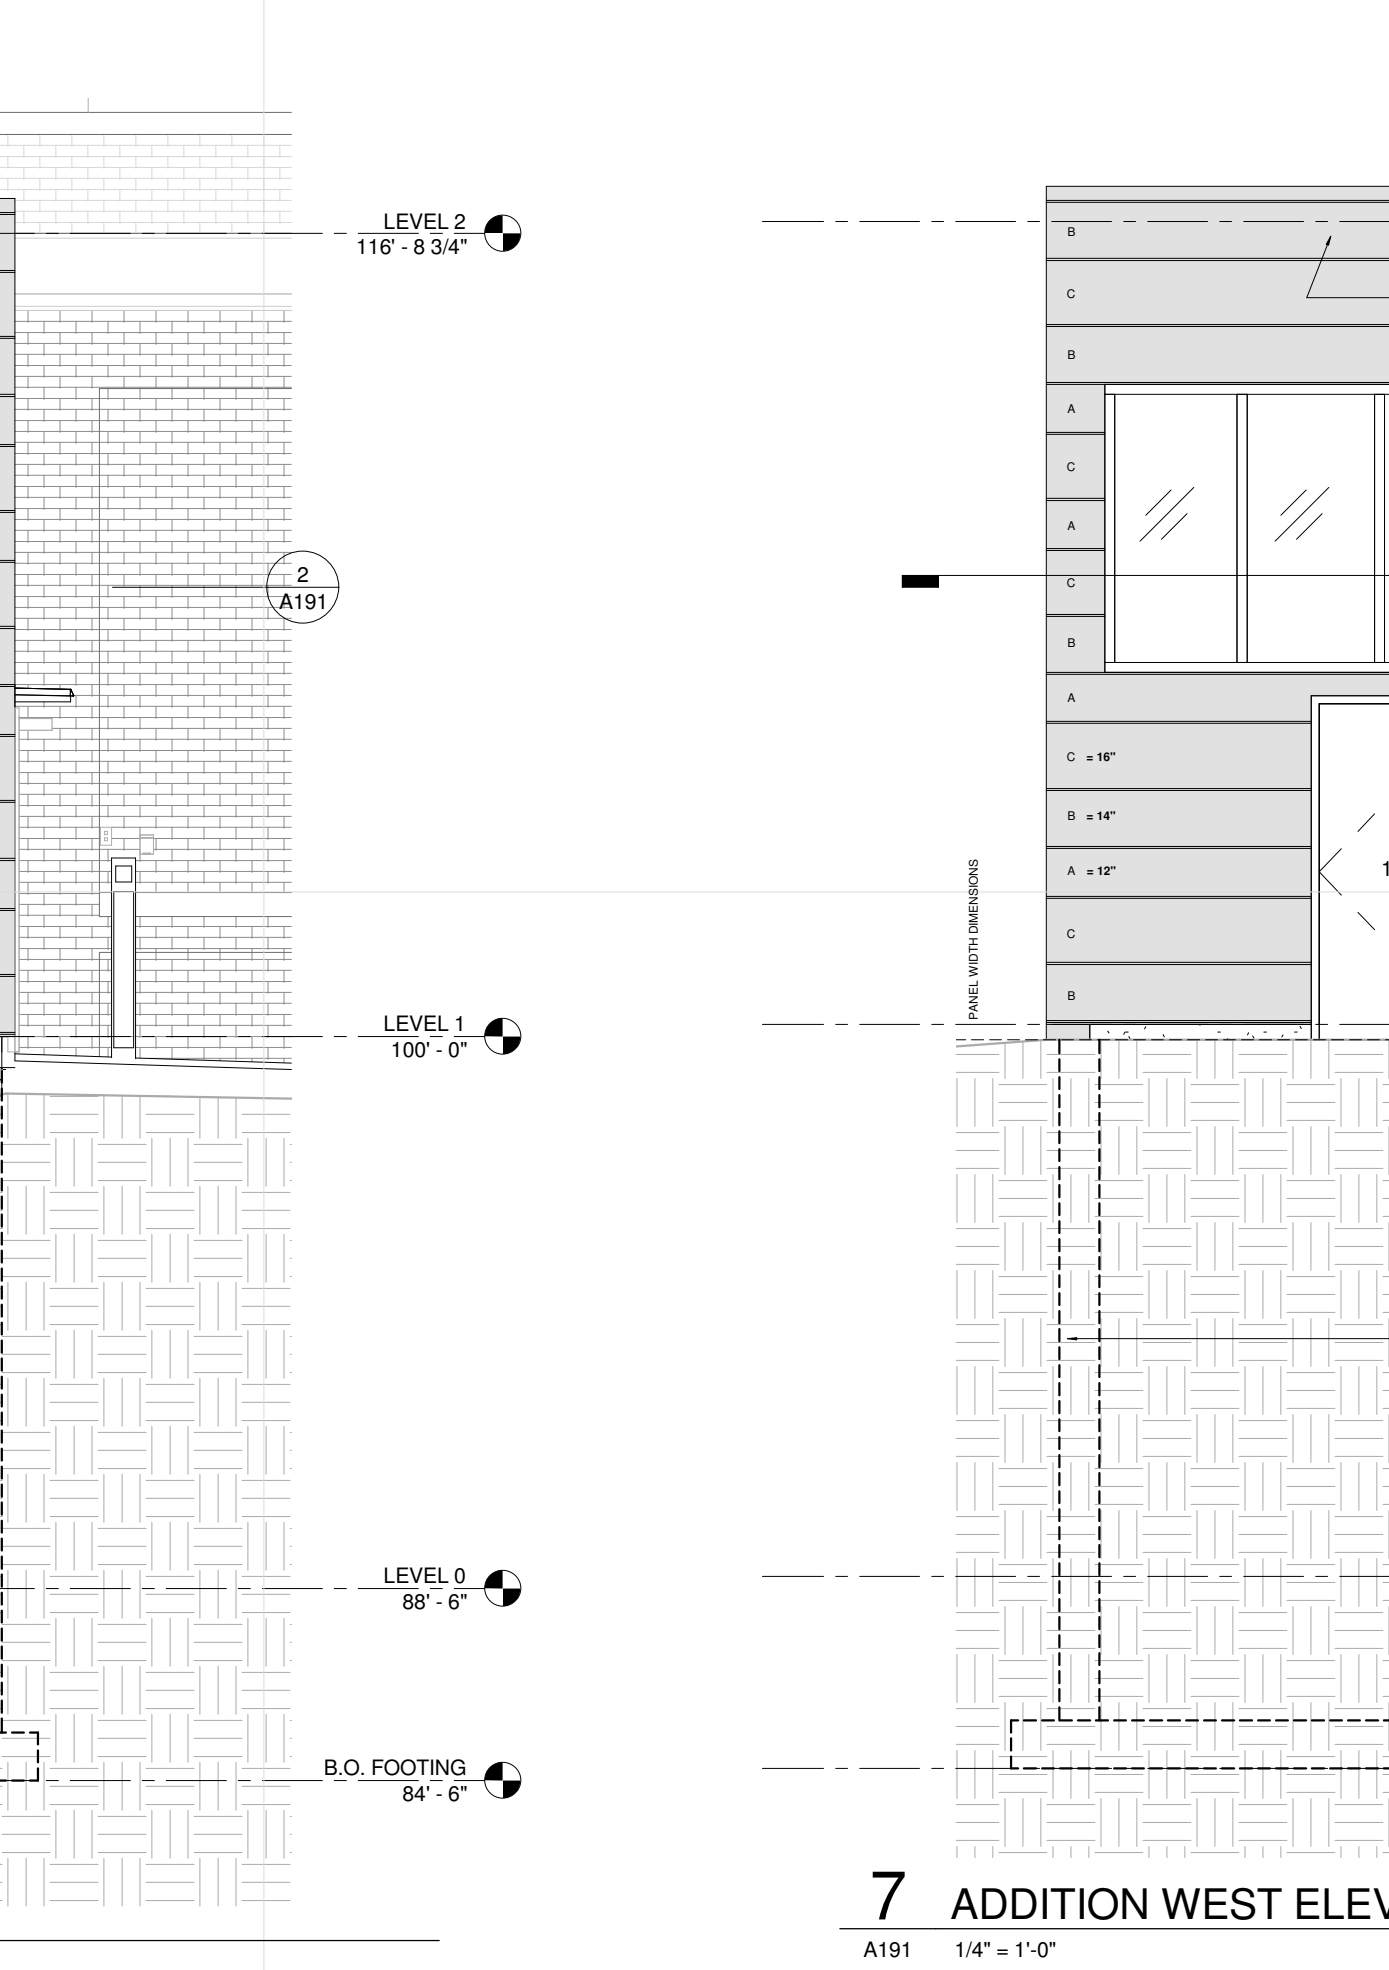 LEVEL 2
116' - 8 3/4"
2
A191
LEVEL 1
100' - 0"
LEVEL 0
88' - 6"
B.O. FOOTING
84' - 6"
B
C
B
A
C
A
C
B
A
C = 16"
B = 14"
A = 12"
C
B
PANEL WIDTH DIMENSIONS
1
7 ADDITION WEST ELEV
A191 1/4" = 1'-0"